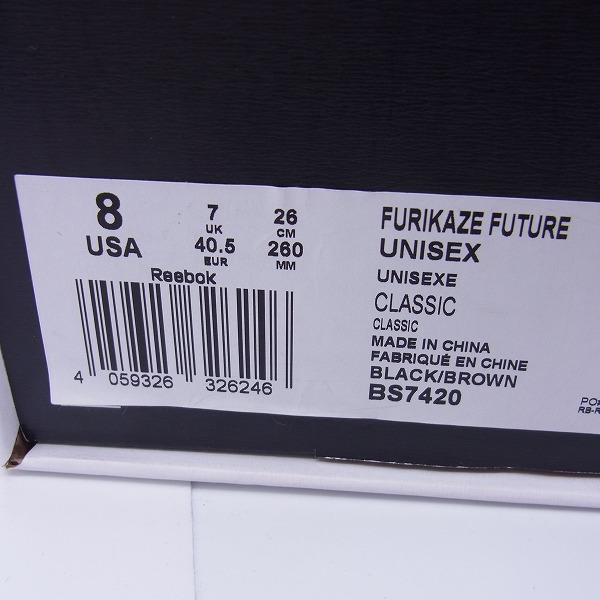 8
USA
7
UK
40.5
EUR
26
CM
260
MM
Reebok
4 059326 326246
FURIKAZE FUTURE
UNISEX
UNISEXE
CLASSIC
CLASSIC
MADE IN CHINA
FABRIQUÉ EN CHINE
BLACK/BROWN
BS7420